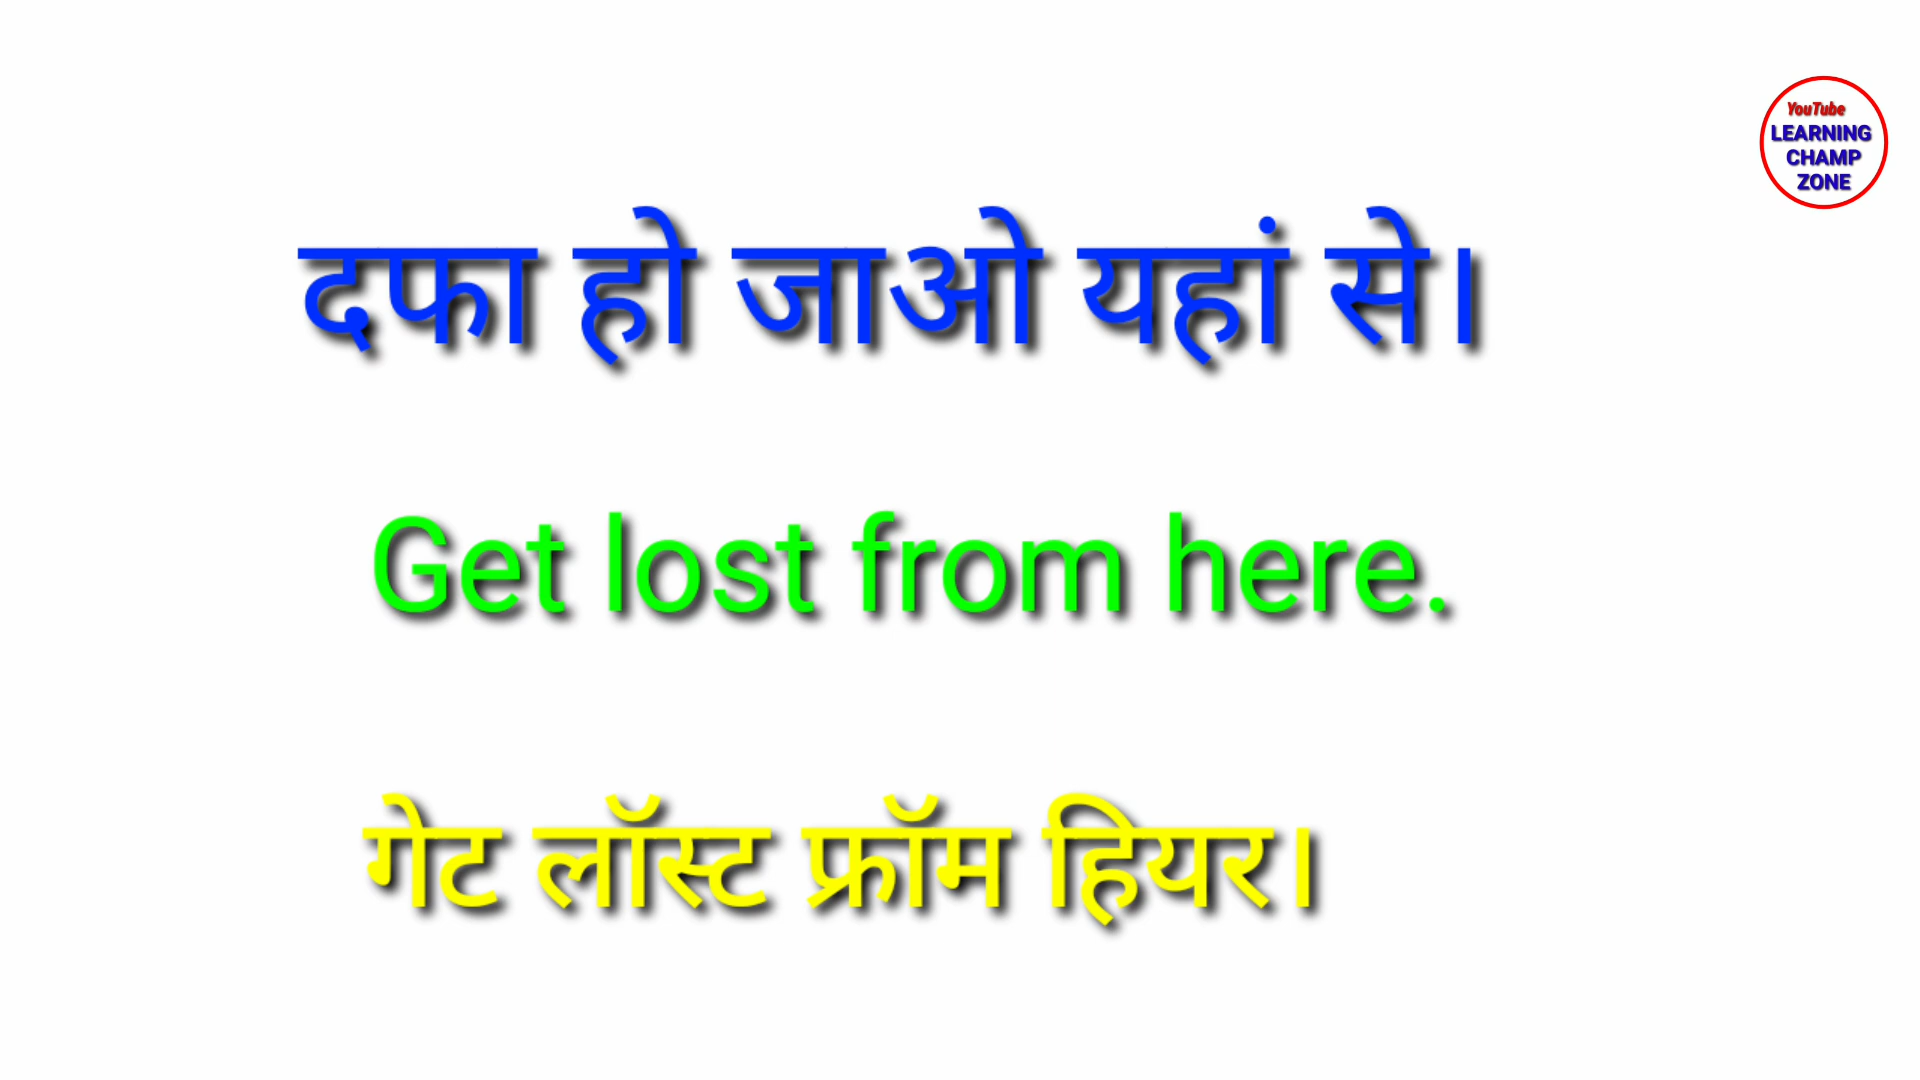 YouTube
LEARNING
CHAMP
ZONE
दफा हो जाओ यहां से।
Get lost from here.
गेट लॉस्ट फ्रॉम हियर।